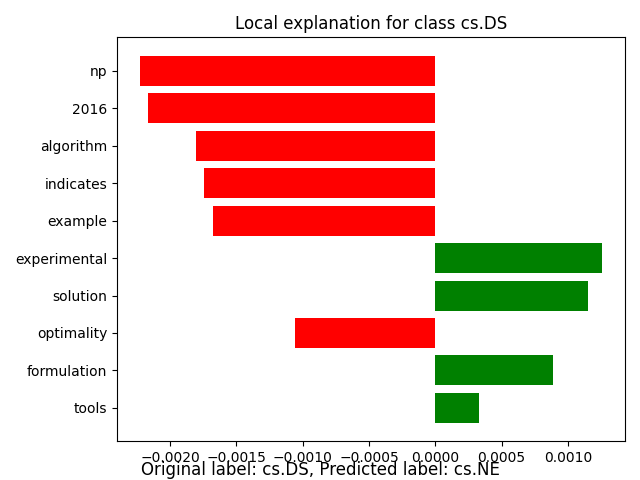 Local explanation for class cs.DS
np
2016
algorithm
indicates
example
experimental
solution
optimality
formulation
tools
−0.0020 −0.0015 −0.0010 −0.0005 0.0000 0.0005 0.0010
Original label: cs.DS, Predicted label: cs.NE